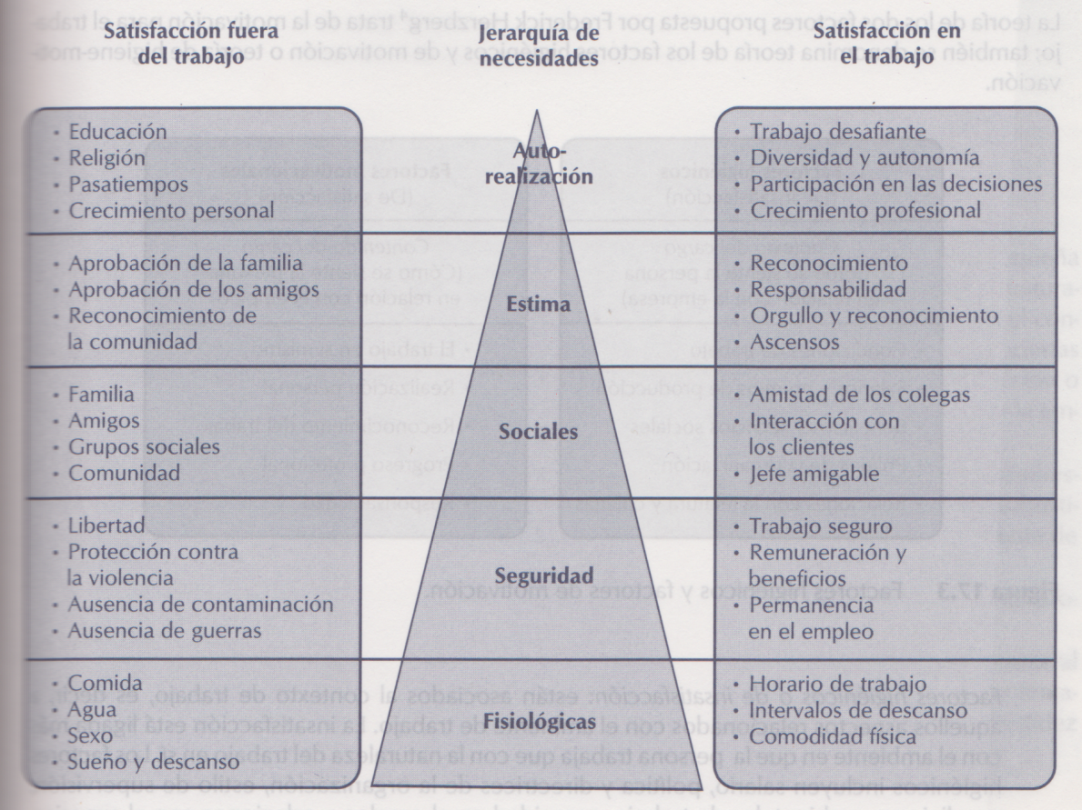 Satisfacción fuera
del trabajo
Jerarquía de
necesidades
Satisfacción en
el trabajo
• Educación
• Religión
• Pasatiempos
• Crecimiento personal
Auto-
realización
• Trabajo desafiante
• Diversidad y autonomía
• Participación en las decisiones
• Crecimiento profesional
• Aprobación de la familia
• Aprobación de los amigos
• Reconocimiento de
la comunidad
Estima
• Reconocimiento
• Responsabilidad
• Orgullo y reconocimiento
• Ascensos
• Familia
• Amigos
• Grupos sociales
• Comunidad
Sociales
• Amistad de los colegas
• Interacción con
los clientes
• Jefe amigable
• Libertad
• Protección contra
la violencia
• Ausencia de contaminación
• Ausencia de guerras
Seguridad
• Trabajo seguro
• Remuneración y
beneficios
• Permanencia
en el empleo
• Comida
• Agua
• Sexo
• Sueño y descanso
Fisiológicas
• Horario de trabajo
• Intervalos de descanso
• Comodidad física